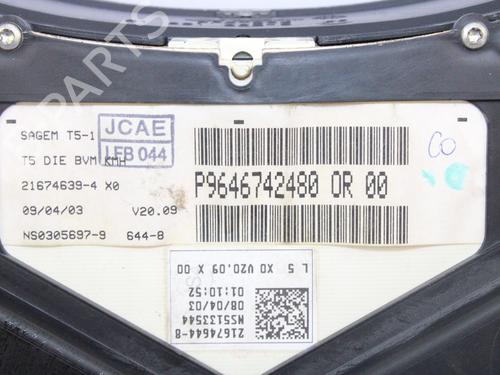 SAGEM T5-1
JCAE
LFB 044
T5 DIE BVM KMH
21674639-4 X0
09/04/03 V20.09
NS0305697-9 644-8
P9646742480 OR 00
CO
21674644-8
NS5133544
08/04/03
01:10:52
L 5 X0 V20.09 X 00